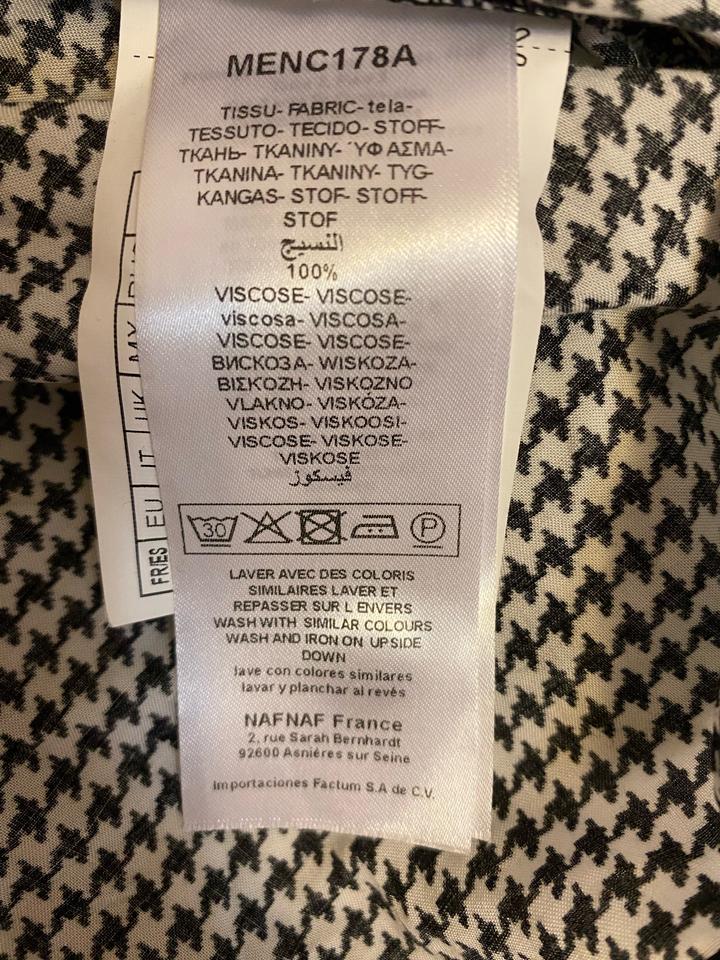 MENC178A
TISSU- FABRIC- tela-
TESSUTO- TECIDO- STOFF-
ТКАНЬ- TKANINY- ΎΦΑΣΜΑ-
TKANINA- TKANINY- TYG-
KANGAS- STOF- STOFF-
STOF
النسيج
100%
VISCOSE- VISCOSE-
viscosa- VISCOSA-
VISCOSE- VISCOSE-
ВИСКОЗА- WISKOZA-
ΒΙΣΚΌΖΗ- VISKOZNO
VLAKNO- VISKÓZA-
VISKOS- VISKOOSI-
VISCOSE- VISKOSE-
VISKOSE
ڤيسكوز
30
P
LAVER AVEC DES COLORIS
SIMILAIRES LAVER ET
REPASSER SUR L ENVERS
WASH WITH SIMILAR COLOURS
WASH AND IRON ON UPSIDE
DOWN
lave con colores similares
lavar y planchar al revés
NAFNAF France
2, rue Sarah Bernhardt
92600 Asnières sur Seine
Importaciones Factum S.A de C.V.
FR/ES
EU
IT
UK
MX